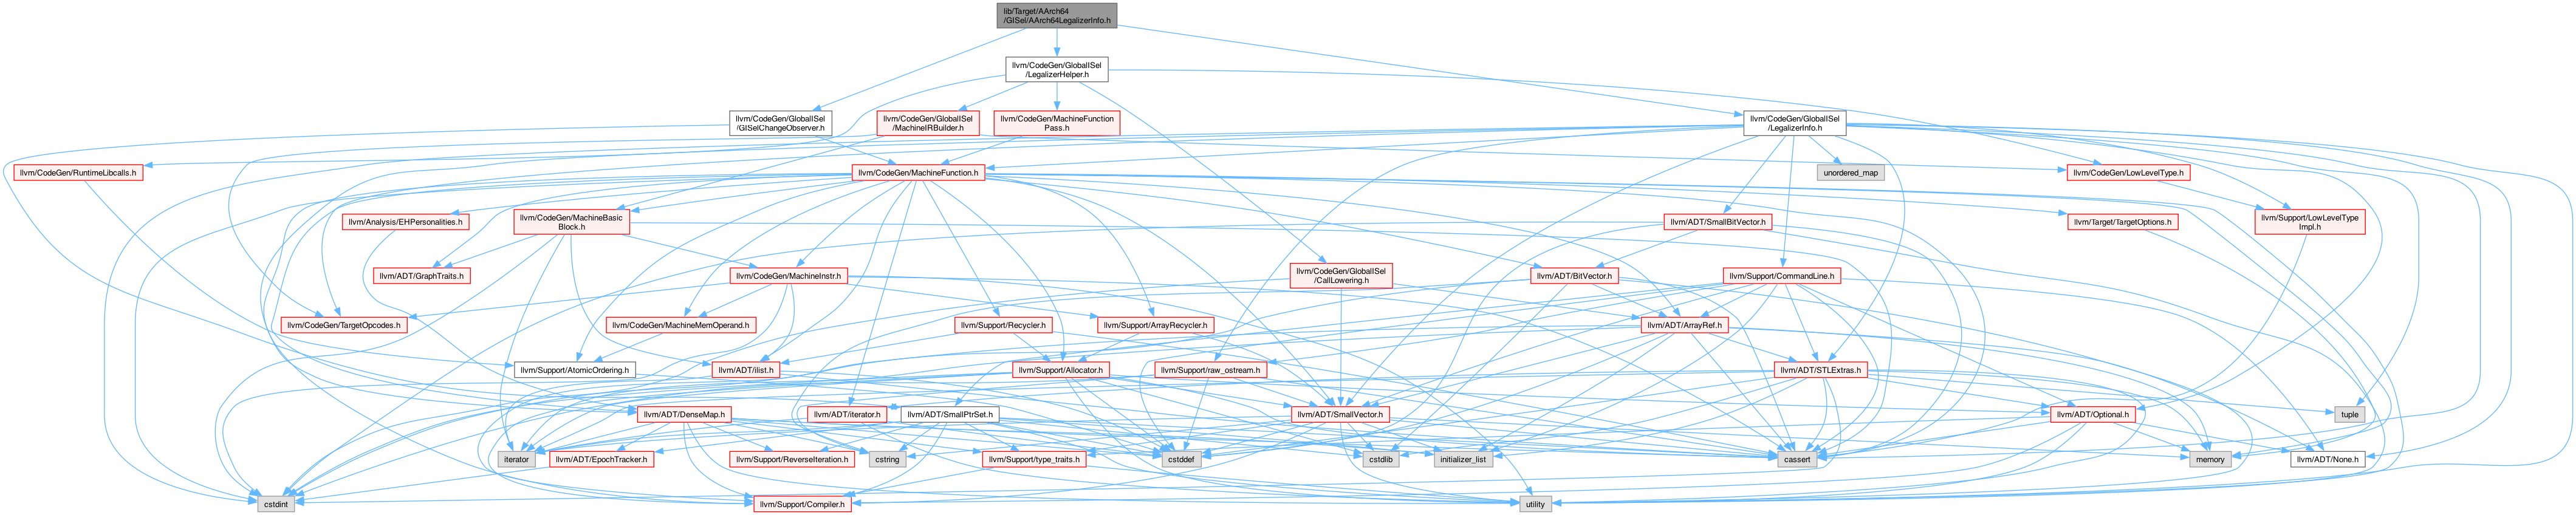 lib/Target/AArch64
/GISel/AArch64LegalizerInfo.h
llvm/CodeGen/GlobalISel
/LegalizerHelper.h
llvm/CodeGen/GlobalISel
/GISelChangeObserver.h
llvm/CodeGen/GlobalISel
/MachineIRBuilder.h
llvm/CodeGen/MachineFunction
Pass.h
llvm/CodeGen/GlobalISel
/LegalizerInfo.h
llvm/CodeGen/RuntimeLibcalls.h
llvm/CodeGen/MachineFunction.h
unordered_map
llvm/CodeGen/LowLevelType.h
llvm/Analysis/EHPersonalities.h
llvm/CodeGen/MachineBasic
Block.h
llvm/ADT/SmallBitVector.h
llvm/Target/TargetOptions.h
llvm/Support/LowLevelType
Impl.h
llvm/ADT/GraphTraits.h
llvm/CodeGen/MachineInstr.h
llvm/CodeGen/GlobalISel
/CallLowering.h
llvm/ADT/BitVector.h
llvm/Support/CommandLine.h
llvm/CodeGen/TargetOpcodes.h
llvm/CodeGen/MachineMemOperand.h
llvm/Support/Recycler.h
llvm/Support/ArrayRecycler.h
llvm/ADT/ArrayRef.h
llvm/Support/AtomicOrdering.h
llvm/ADT/ilist.h
llvm/Support/Allocator.h
llvm/Support/raw_ostream.h
llvm/ADT/STLExtras.h
llvm/ADT/DenseMap.h
llvm/ADT/iterator.h
llvm/ADT/SmallPtrSet.h
llvm/ADT/SmallVector.h
tuple
llvm/ADT/Optional.h
iterator
llvm/ADT/EpochTracker.h
llvm/Support/ReverseIteration.h
cstring
llvm/Support/type_traits.h
cstddef
cstdlib
initializer_list
cassert
memory
llvm/ADT/None.h
cstdint
llvm/Support/Compiler.h
utility